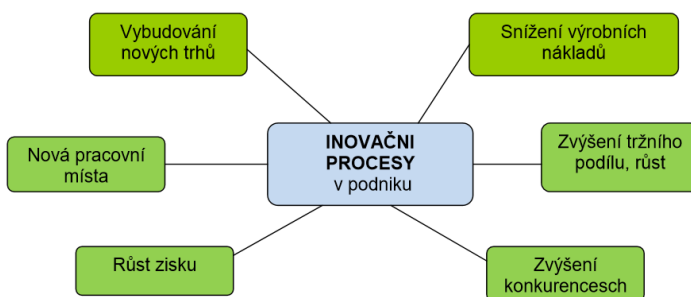 Vybudování
nových trhů
Snížení výrobních
nákladů
INOVAČNI
PROCESY
v podniku
Nová pracovní
místa
Zvýšení tržního
podílu, růst
Růst zisku
Zvýšení
konkurencesch